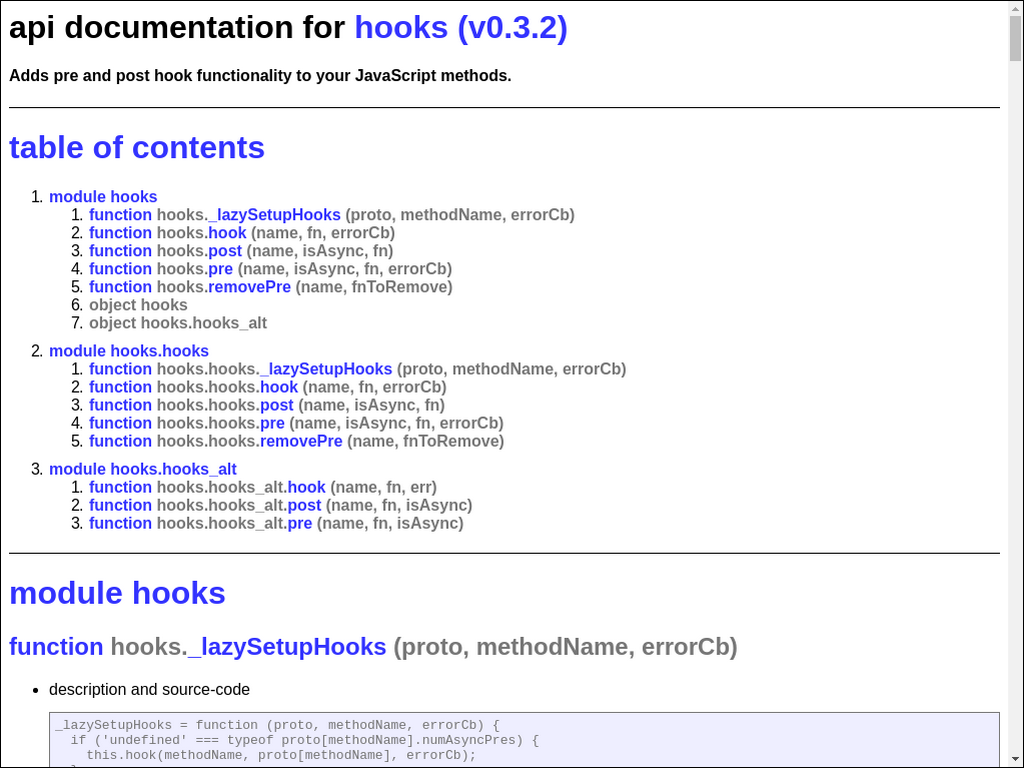 api documentation for hooks (v0.3.2)
Adds pre and post hook functionality to your JavaScript methods.
table of contents
1. module hooks
1. function hooks._lazySetupHooks (proto, methodName, errorCb)
2. function hooks.hook (name, fn, errorCb)
3. function hooks.post (name, isAsync, fn)
4. function hooks.pre (name, isAsync, fn, errorCb)
5. function hooks.removePre (name, fnToRemove)
6. object hooks
7. object hooks.hooks_alt
2. module hooks.hooks
1. function hooks.hooks._lazySetupHooks (proto, methodName, errorCb)
2. function hooks.hooks.hook (name, fn, errorCb)
3. function hooks.hooks.post (name, isAsync, fn)
4. function hooks.hooks.pre (name, isAsync, fn, errorCb)
5. function hooks.hooks.removePre (name, fnToRemove)
3. module hooks.hooks_alt
1. function hooks.hooks_alt.hook (name, fn, err)
2. function hooks.hooks_alt.post (name, fn, isAsync)
3. function hooks.hooks_alt.pre (name, fn, isAsync)
module hooks
function hooks._lazySetupHooks (proto, methodName, errorCb)
• description and source-code
_lazySetupHooks = function (proto, methodName, errorCb) {
if ('undefined' === typeof proto[methodName].numAsyncPres) {
this.hook(methodName, proto[methodName], errorCb);